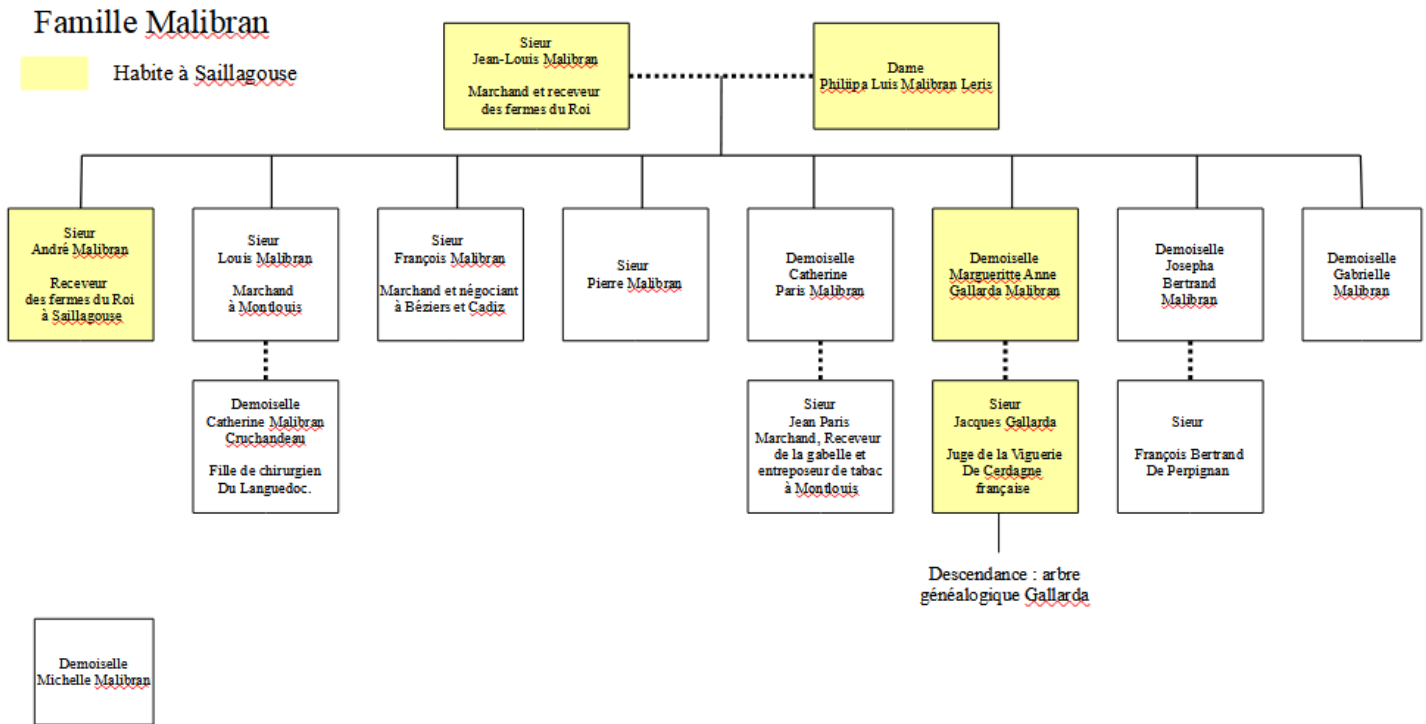 Famille Malibran
Habite à Saillagouse
Sieur
Jean-Louis Malibran
Marchand et receveur
des fermes du Roi
Dame
Philiipa Luis Malibran Leris
Sieur
André Malibran
Receveur
des fermes du Roi
à Saillagouse
Sieur
Louis Malibran
Marchand
à Montlouis
Sieur
François Malibran
Marchand et négociant
à Béziers et Cadiz
Sieur
Pierre Malibran
Demoiselle
Catherine
Paris Malibran
Demoiselle
Margueritte Anne
Gallarda Malibran
Demoiselle
Josepha
Bertrand
Malibran
Demoiselle
Gabrielle
Malibran
Demoiselle
Catherine Malibran
Cruchandeau
Fille de chirurgien
Du Languedoc.
Sieur
Jean Paris
Marchand, Receveur
de la gabelle et
entreposeur de tabac
à Montlouis
Sieur
Jacques Gallarda
Juge de la Viguerie
De Cerdagne
française
Sieur
François Bertrand
De Perpignan
Descendance : arbre
généalogique Gallarda
Demoiselle
Michelle Malibran